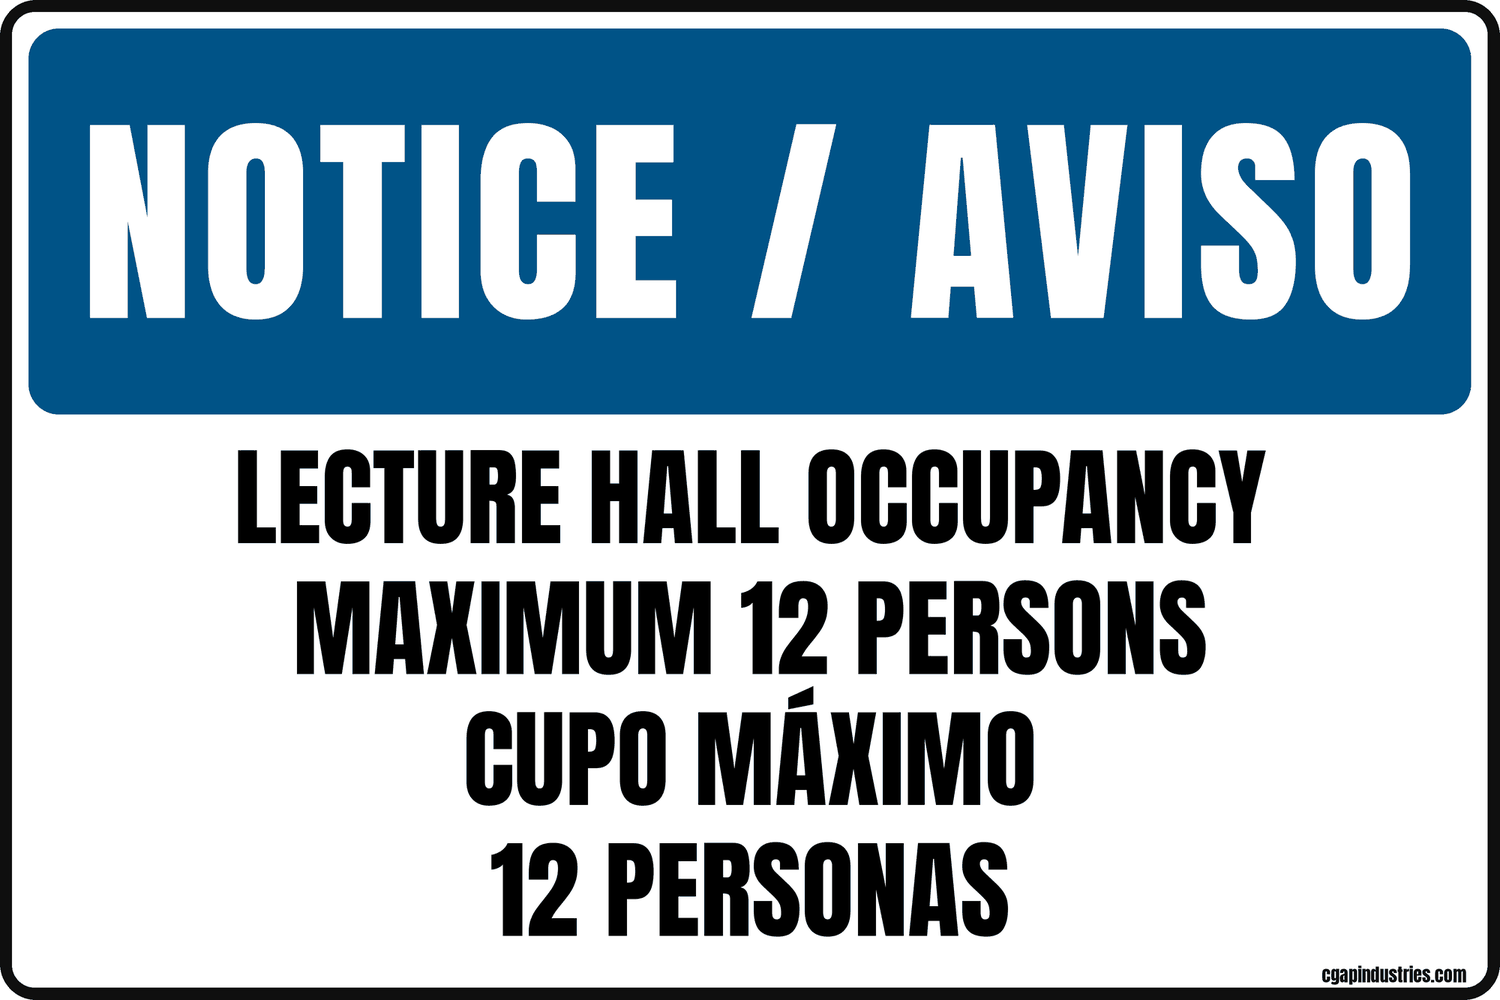 NOTICE / AVISO
LECTURE HALL OCCUPANCY
MAXIMUM 12 PERSONS
CUPO MÁXIMO
12 PERSONAS
cgapindustries.com